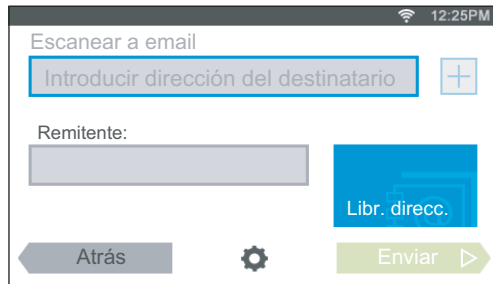 12:25PM
Escanear a email
Introducir dirección del destinatario
Remitente:
Libr. direcc.
Atrás
Enviar